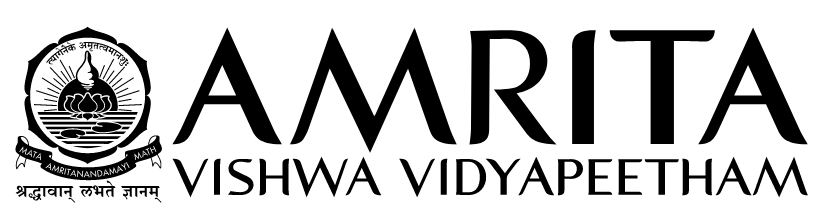 त्यागेनैके अमृतत्वमानशुः
MATA AMRITANANDAMAYI MATH
श्रद्धावान् लभते ज्ञानम्
AMRITA
VISHWA VIDYAPEETHAM